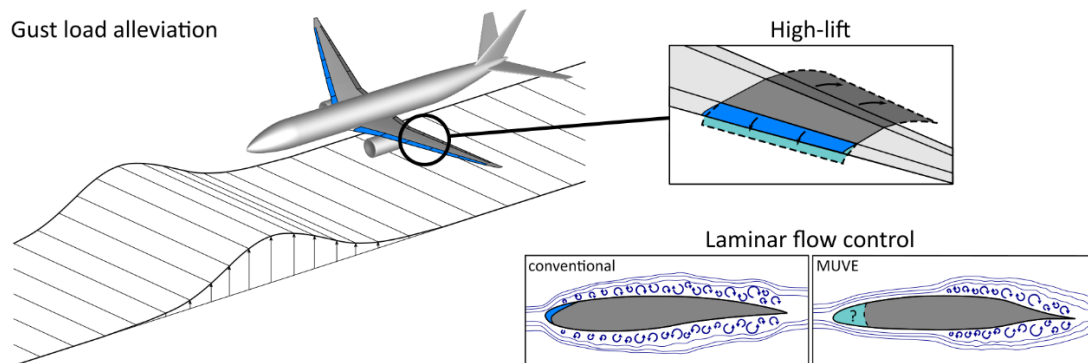 Gust load alleviation
High-lift
Laminar flow control
conventional
MUVE
?